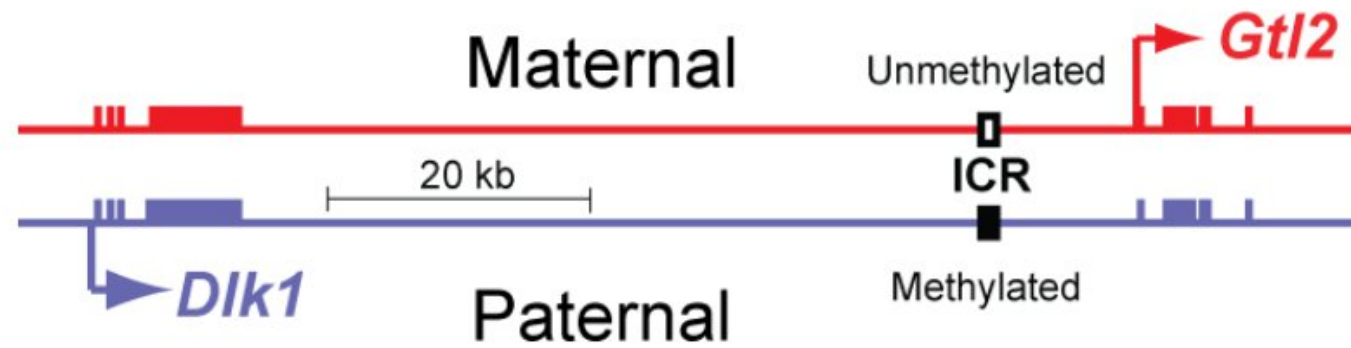 Maternal
Unmethylated
Gtl2
20 kb
ICR
Dlk1
Paternal
Methylated